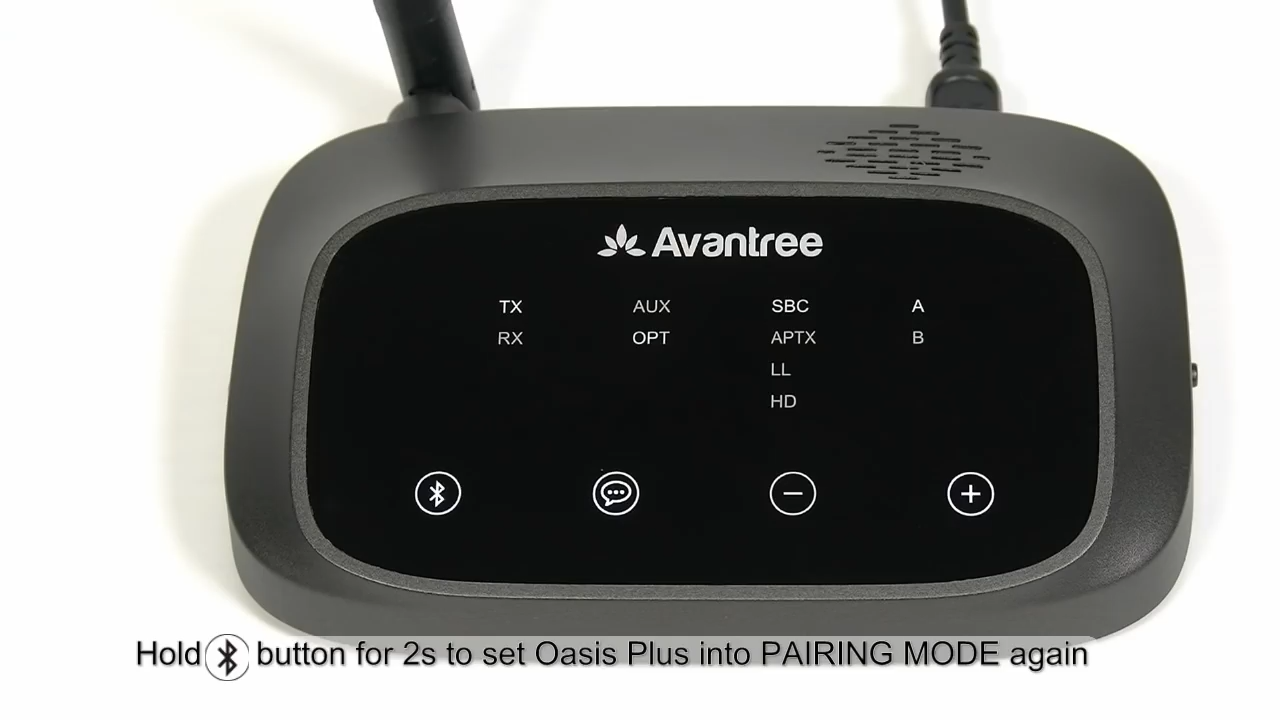 Avantree
TX AUX SBC A
RX OPT APTX B
LL
HD
Hold button for 2s to set Oasis Plus into PAIRING MODE again